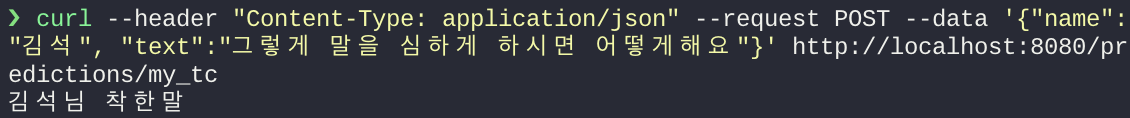 ❯ curl --header "Content-Type: application/json" --request POST --data '{"name":
"김석", "text":"그렇게 말을 심하게 하시면 어떻게해요"}' http://localhost:8080/pr
edictions/my_tc
김석님 착한말